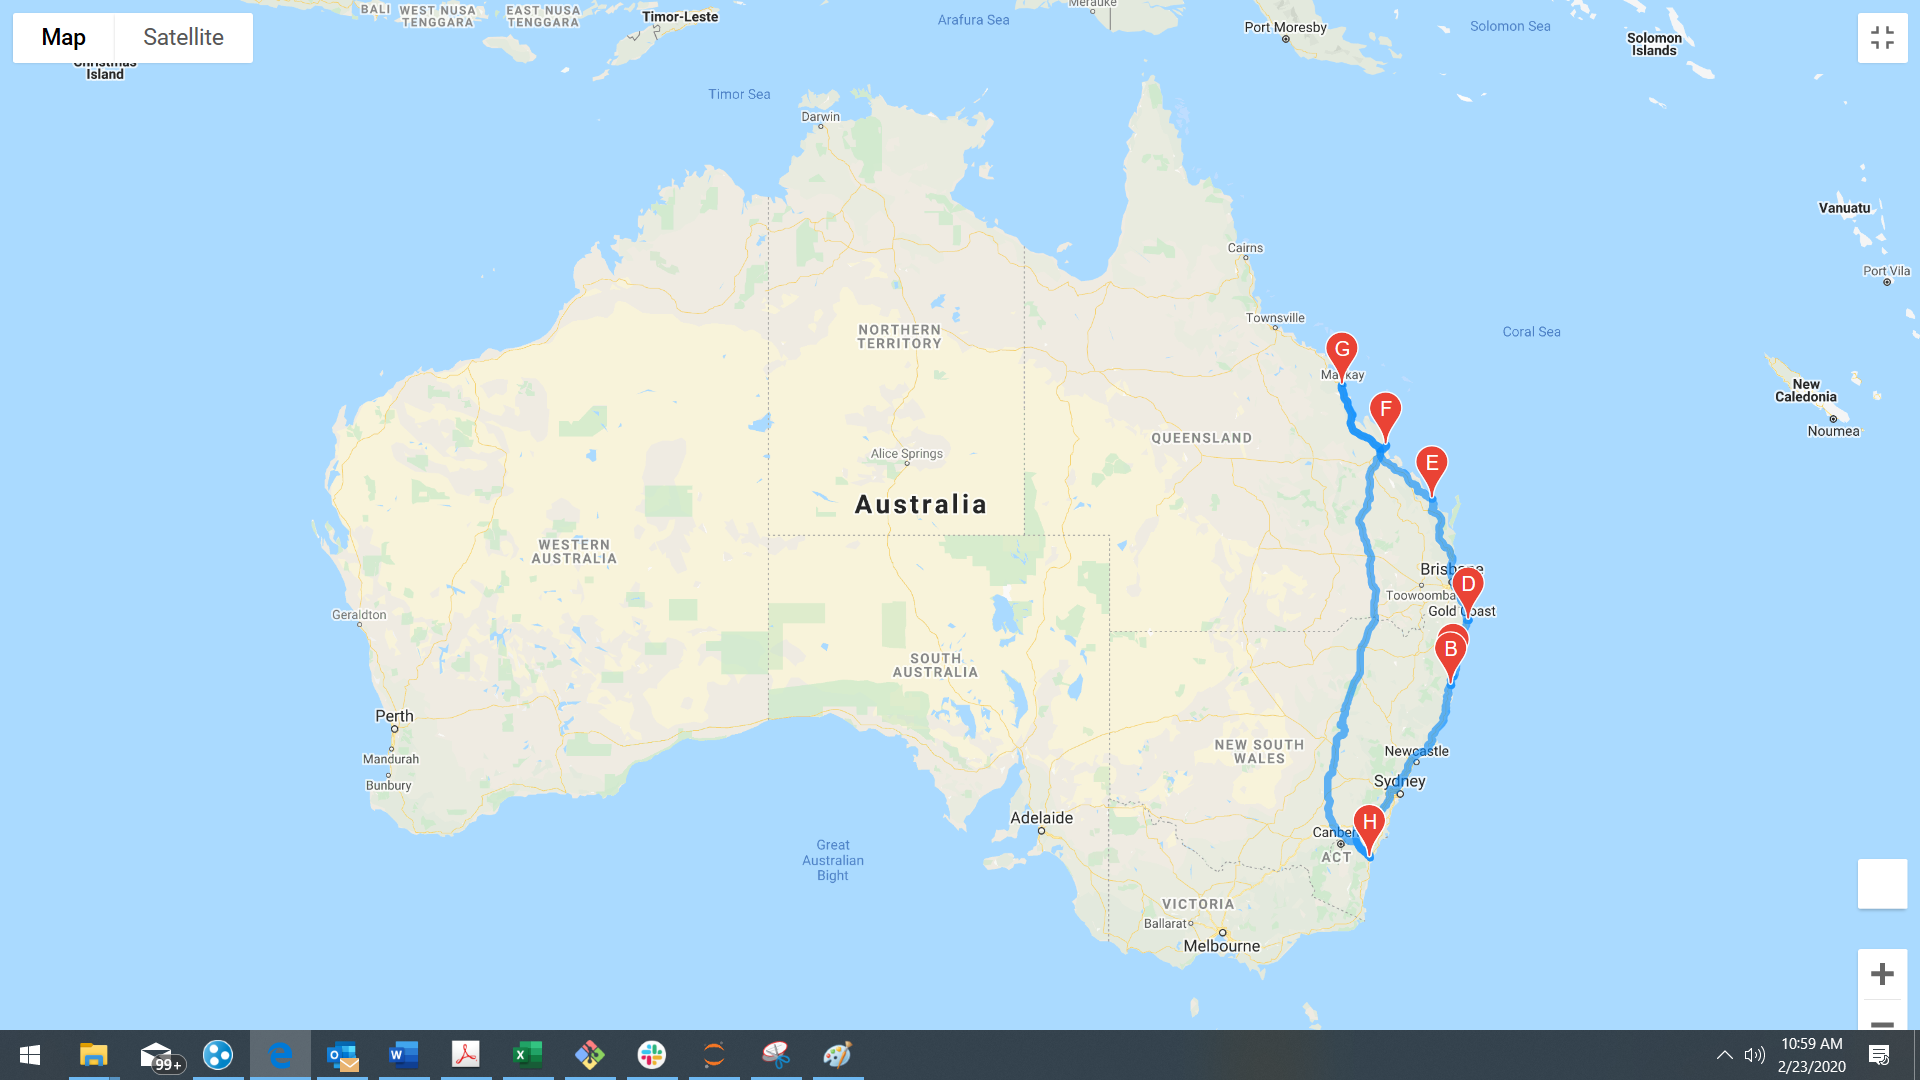 BALI
WEST NUSA
TENGGARA
EAST NUSA
TENGGARA
Timor-Leste
Arafura Sea
Merauke
Port Moresby
Solomon Sea
Solomon
Islands
Map
Satellite
Christmas
Island
Timor Sea
Darwin
Vanuatu
Cairns
Port Vila
Townsville
Coral Sea
NORTHERN
TERRITORY
G
Mackay
New
Caledonia
Noumea
F
QUEENSLAND
Alice Springs
E
Australia
WESTERN
AUSTRALIA
Brisbane
D
Toowoomba
Gold Coast
Geraldton
B
SOUTH
AUSTRALIA
Perth
NEW SOUTH
WALES
Newcastle
Mandurah
Sydney
Bunbury
Adelaide
H
Canber
ACT
Great
Australian
Bight
VICTORIA
Ballarat
Melbourne
99+
10:59 AM
2/23/2020